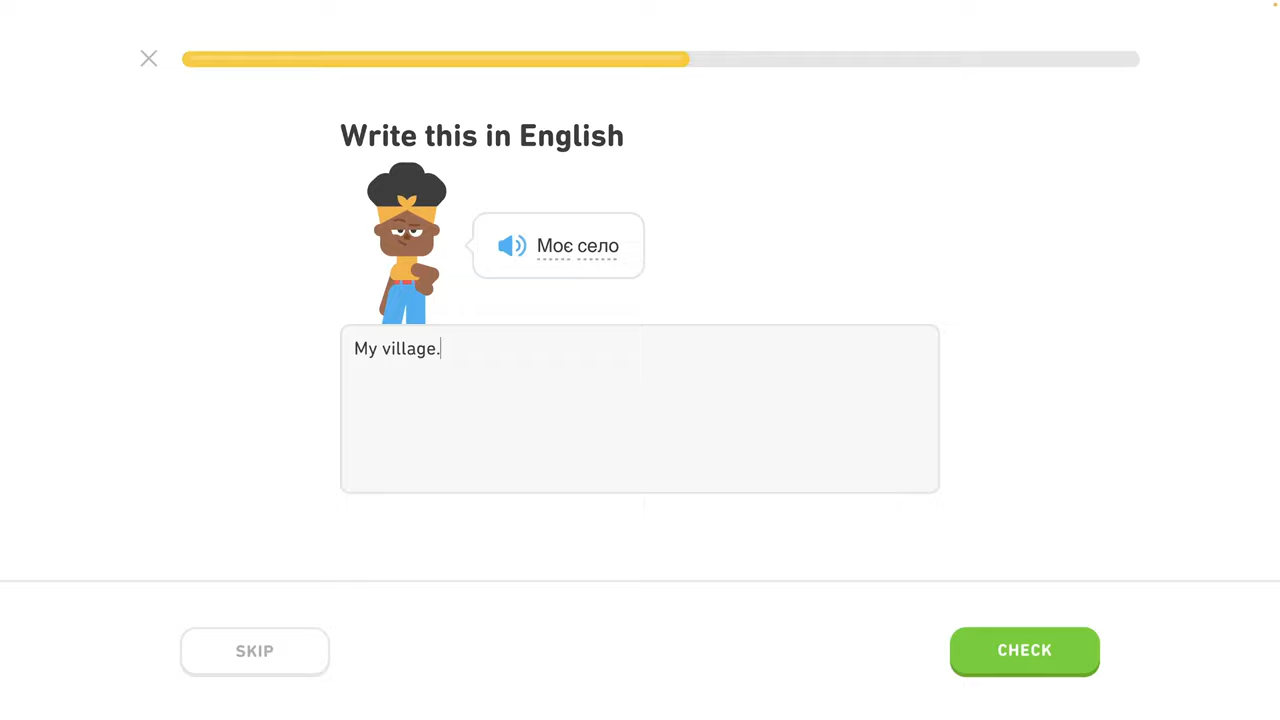 Write this in English
Моє село
My village.
SKIP
CHECK